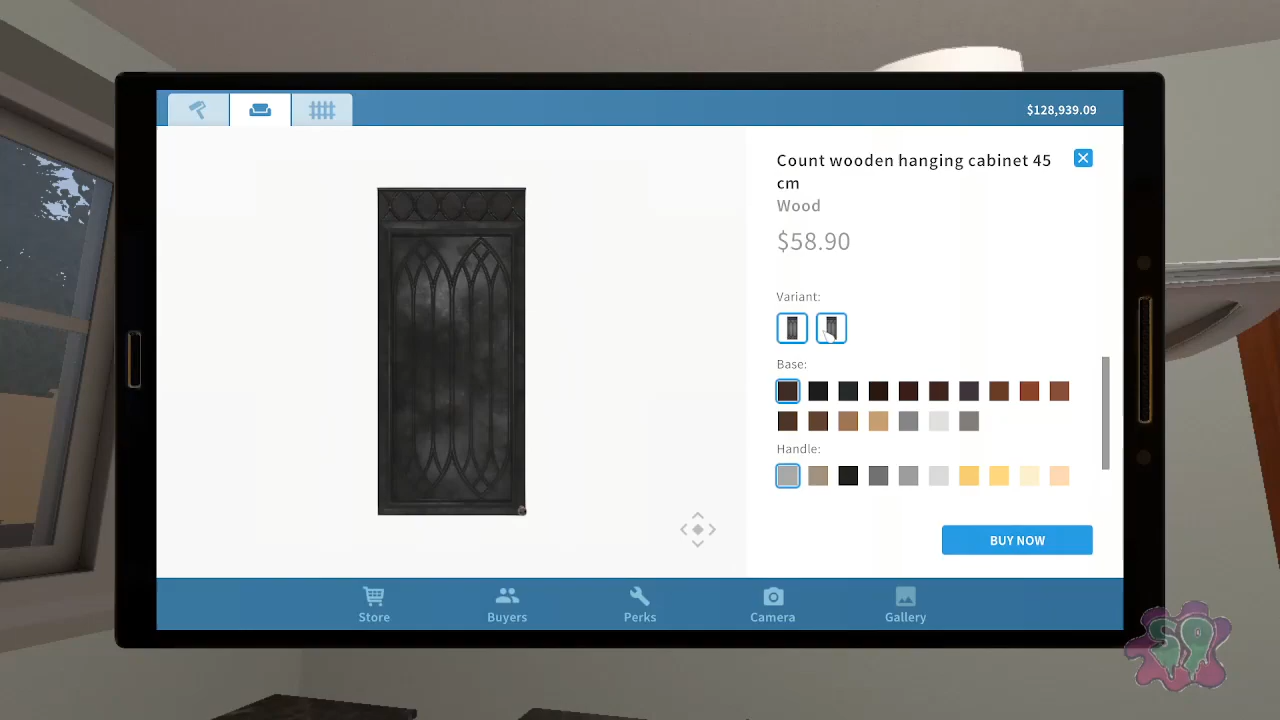 $128,939.09
Count wooden hanging cabinet 45
cm
Wood
$58.90
Variant:
Base:
Handle:
BUY NOW
Store
Buyers
Perks
Camera
Gallery